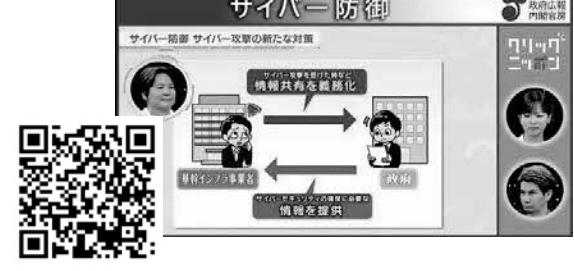 サイバー防御
政府広報
内閣官房
サイバー防御 サイバー攻撃の新たな対策
クリック
ニッポン
サイバー攻撃を受けた時など
情報共有を義務化
基幹インフラ事業者
政府
サイバーセキュリティの確保に必要な
情報を提供